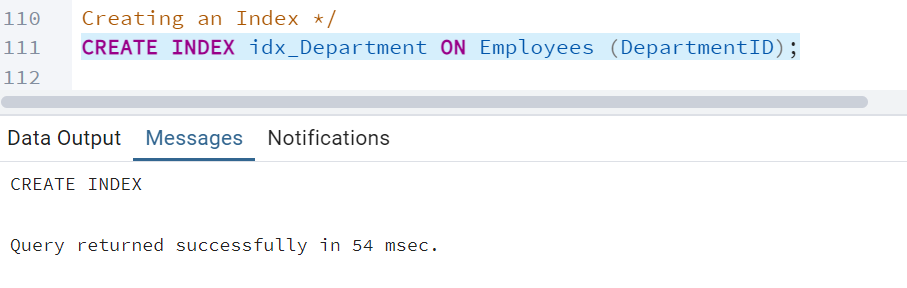 110 Creating an Index */
111 CREATE INDEX idx_Department ON Employees (DepartmentID);
112
Data Output Messages Notifications
CREATE INDEX
Query returned successfully in 54 msec.